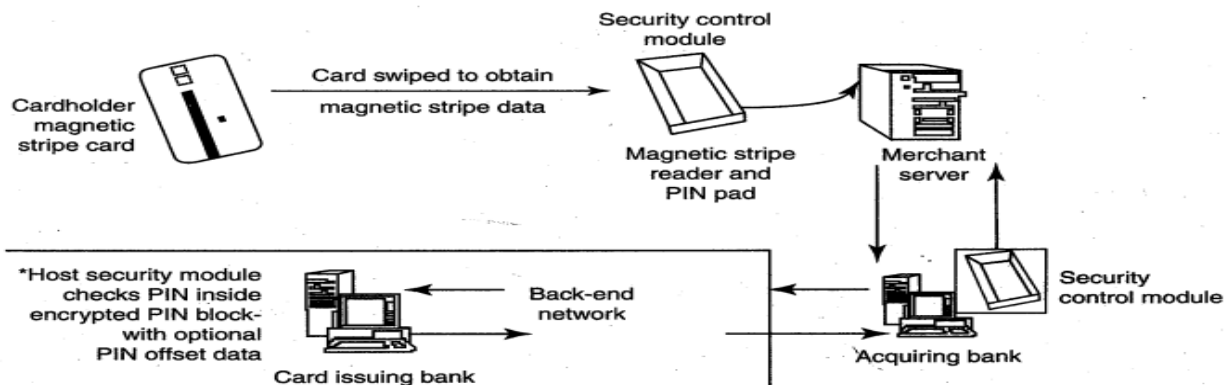 Security control
module
Card swiped to obtain
magnetic stripe data
Cardholder
magnetic
stripe card
Magnetic stripe
reader and
PIN pad
Merchant
server
*Host security module
checks PIN inside
encrypted PIN block-
with optional
PIN offset data
Back-end
network
Security
control module
Acquiring bank
Card issuing bank